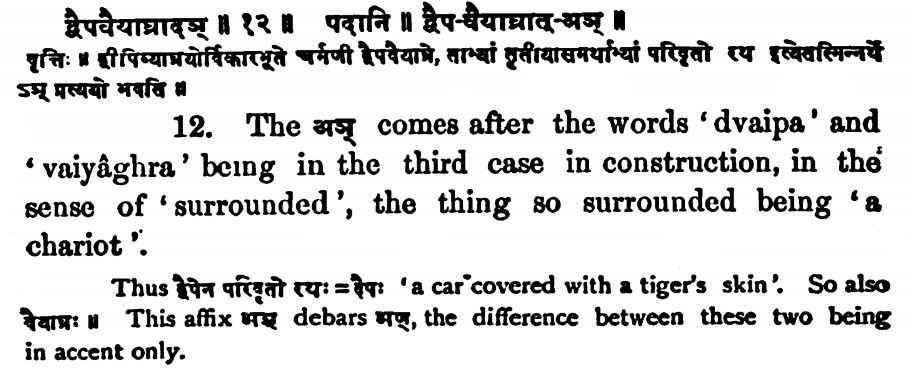 द्वैपवैयाघ्रादञ् ॥ १२ ॥ पदानि ॥ द्वैप-वैयाघ्रात्-अञ् ॥
वृत्तिः ॥ द्वीपिव्याघ्रयोर्विकारभूते चर्मणी द्वैपवैयाघ्रे, ताभ्यां तृतीयासमर्थाभ्यां परिवृतो रथ इत्येतस्मिन्नर्थे
ऽञ् प्रत्ययो भवति ॥
12. The अञ् comes after the words ‘dvaipa’ and
‘vaiyâghra’ being in the third case in construction, in the
sense of ‘surrounded’, the thing so surrounded being ‘a
chariot’.
Thus द्वैपेन परिवृतो रथः = द्वैपः ‘a car covered with a tiger's skin’. So also
वैयाघ्रः ॥ This affix अञ् debars अण्, the difference between these two being
in accent only.